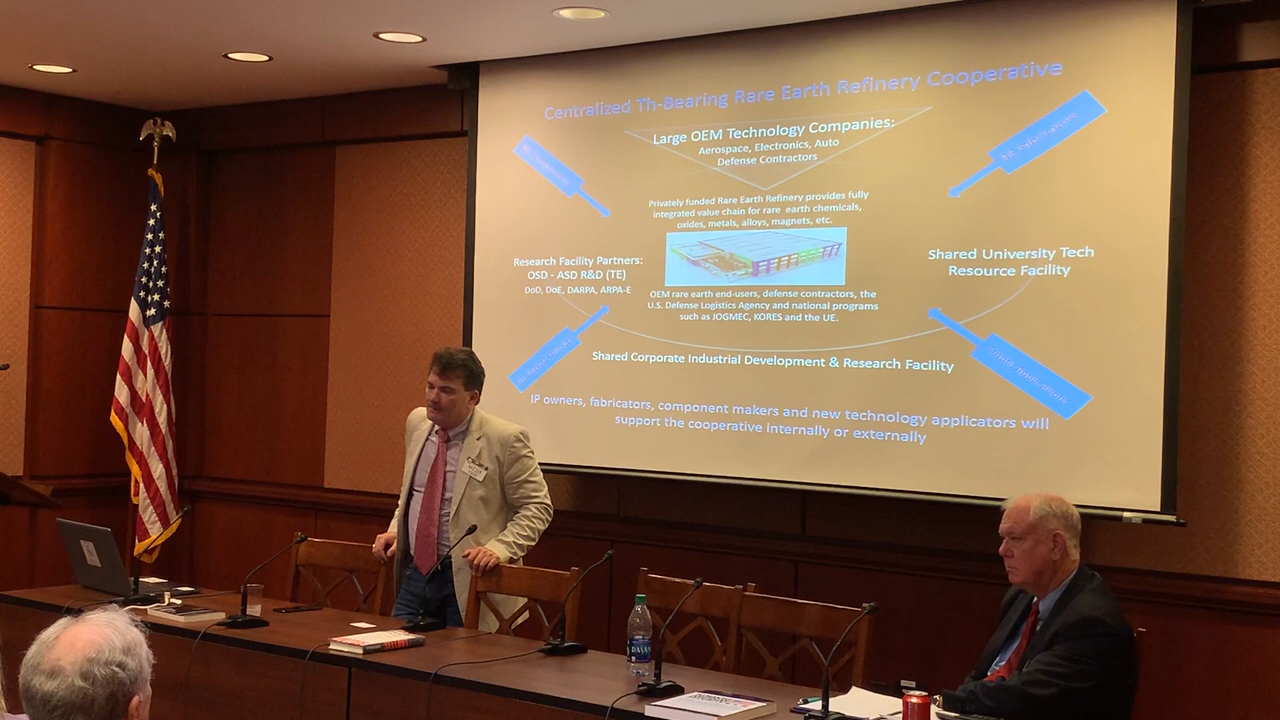 Centralized Th-Bearing Rare Earth Refinery Cooperative
Large OEM Technology Companies:
Aerospace, Electronics, Auto
Defense Contractors
Privately funded Rare Earth Refinery provides fully
integrated value chain for rare earth chemicals,
oxides, metals, alloys, magnets, etc.
Research Facility Partners:
OSD - ASD R&D (TE)
DoD, DoE, DARPA, ARPA-E
Shared University Tech
Resource Facility
OEM rare earth end-users, defense contractors, the
U.S. Defense Logistics Agency and national programs
such as JOGMEC, KORES and the UE.
Shared Corporate Industrial Development & Research Facility
IP owners, fabricators, component makers and new technology applicators will
support the cooperative internally or externally
DASANI